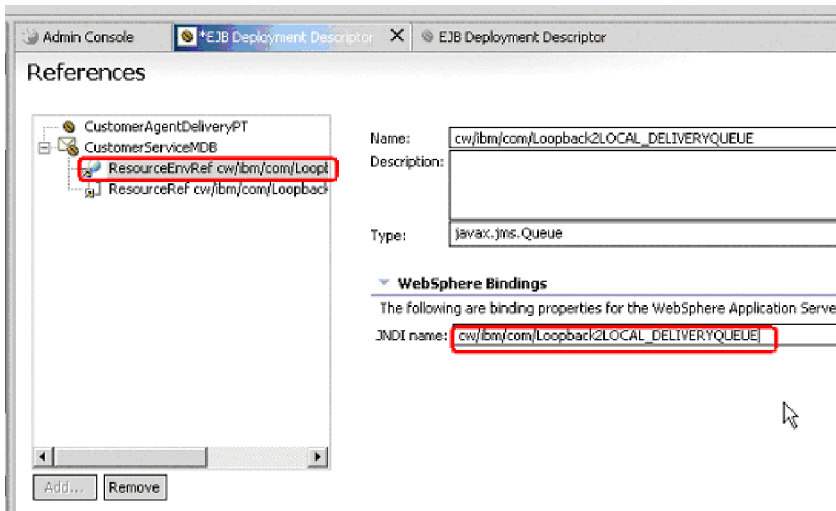 Admin Console
*EJB Deployment Descriptor
EJB Deployment Descriptor
References
CustomerAgentDeliveryPT
CustomerServiceMDB
ResourceEnvRef cw/ibm/com/Loopb
ResourceRef cw/ibm/com/Loopback
Name:
cw/ibm/com/Loopback2LOCAL_DELIVERYQUEUE
Description:
Type:
javax.jms.Queue
WebSphere Bindings
The following are binding properties for the WebSphere Application Serve
JNDI name:
cw/ibm/com/Loopback2LOCAL_DELIVERYQUEUE
Add...
Remove